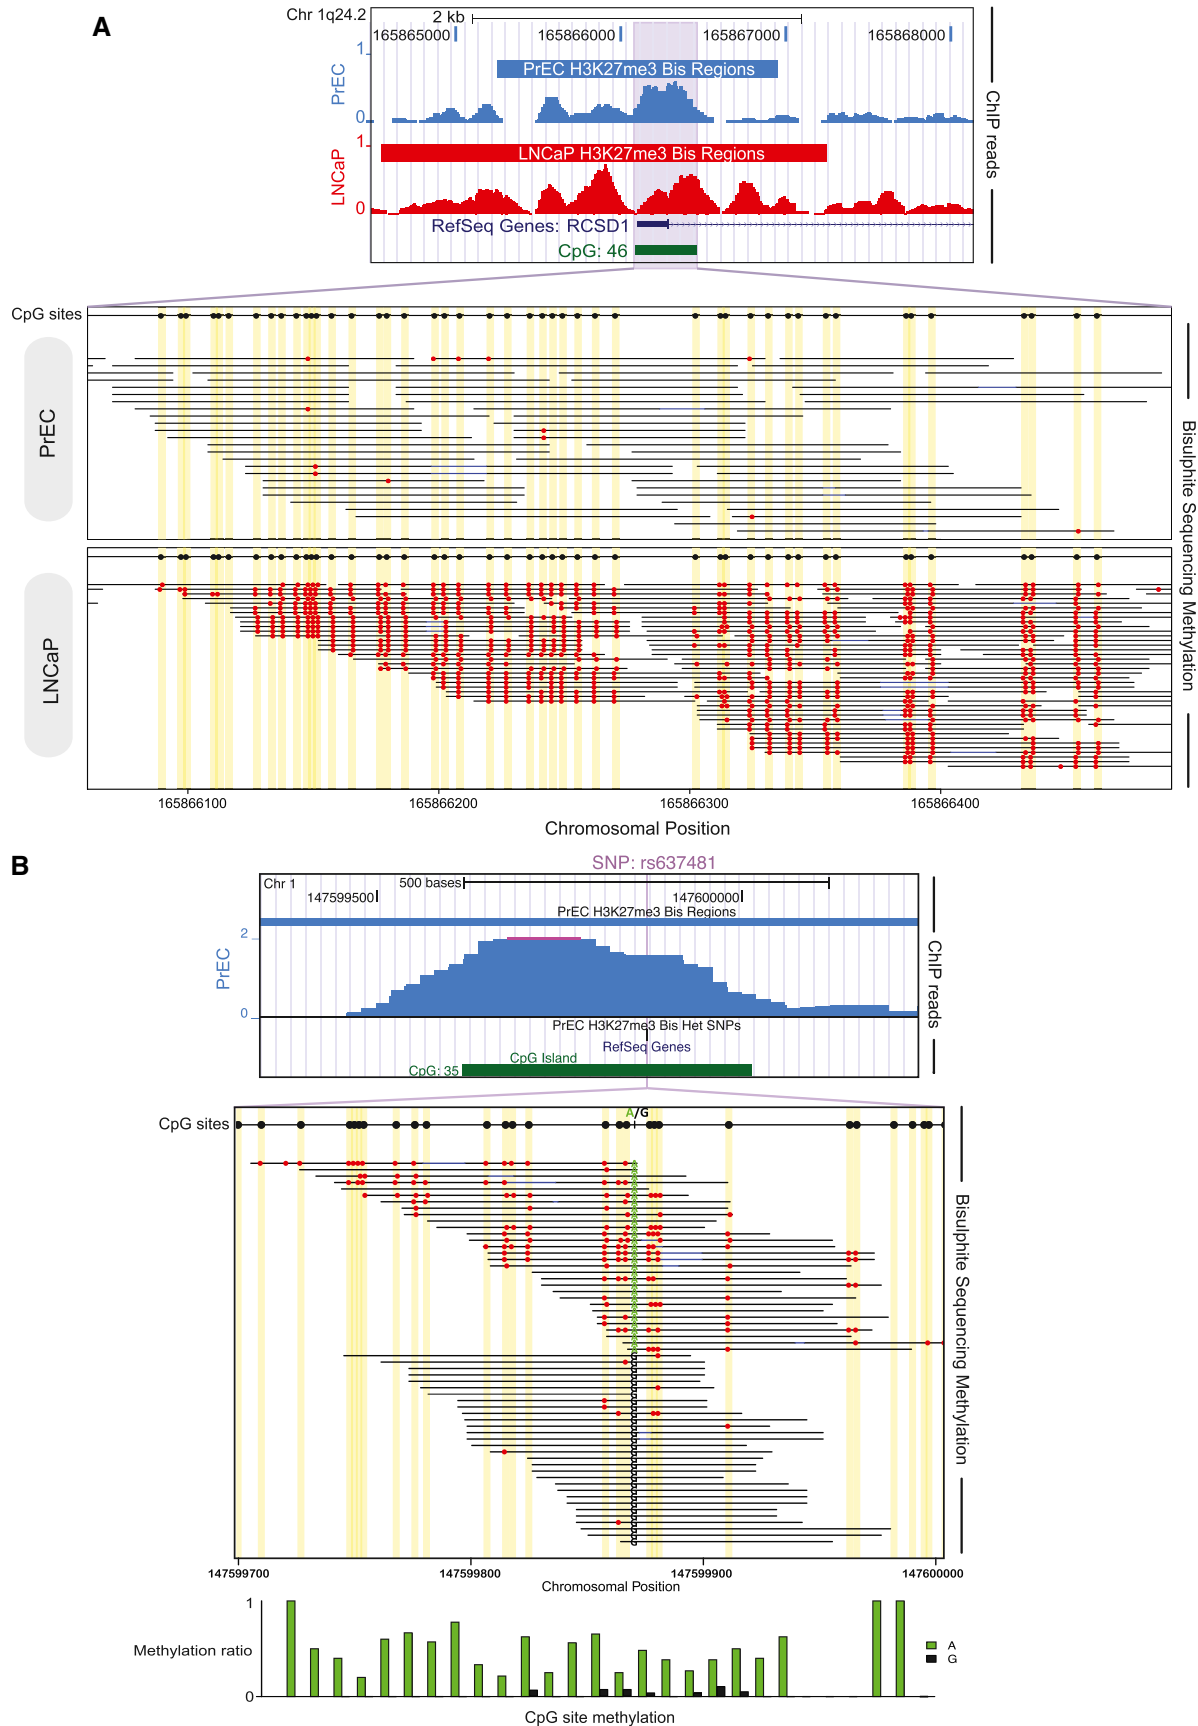 A
Chr 1q24.2
2 kb
165865000
165866000
165867000
165868000
1
PrEC H3K27me3 Bis Regions
PrEC
0
1
LNCaP H3K27me3 Bis Regions
LNCaP
0
RefSeq Genes: RCSD1
CpG: 46
ChIP reads
CpG sites
PrEC
LNCaP
Bisulphite Sequencing Methylation
165866100
165866200
165866300
165866400
Chromosomal Position
B
SNP: rs637481
Chr 1
500 bases
147599500
147600000
PrEC H3K27me3 Bis Regions
2
PrEC
0
PrEC H3K27me3 Bis Het SNPs
RefSeq Genes
CpG Island
CpG: 35
ChIP reads
A/G
CpG sites
Bisulphite Sequencing Methylation
147599700
147599800
147599900
147600000
Chromosomal Position
1
Methylation ratio
0
A
G
CpG site methylation